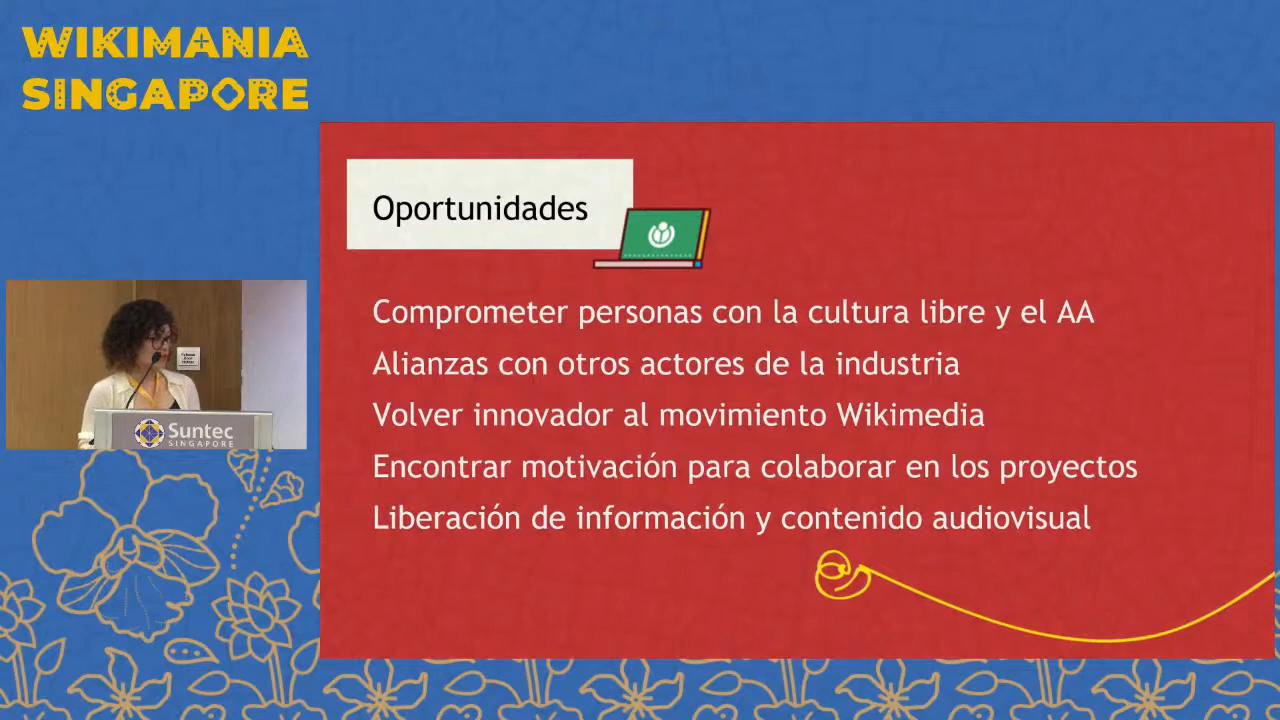 WIKIMANIA
SINGAPORE
Oportunidades
Comprometer personas con la cultura libre y el AA
Alianzas con otros actores de la industria
Volver innovador al movimiento Wikimedia
Encontrar motivación para colaborar en los proyectos
Liberación de información y contenido audiovisual
Suntec
SINGAPORE